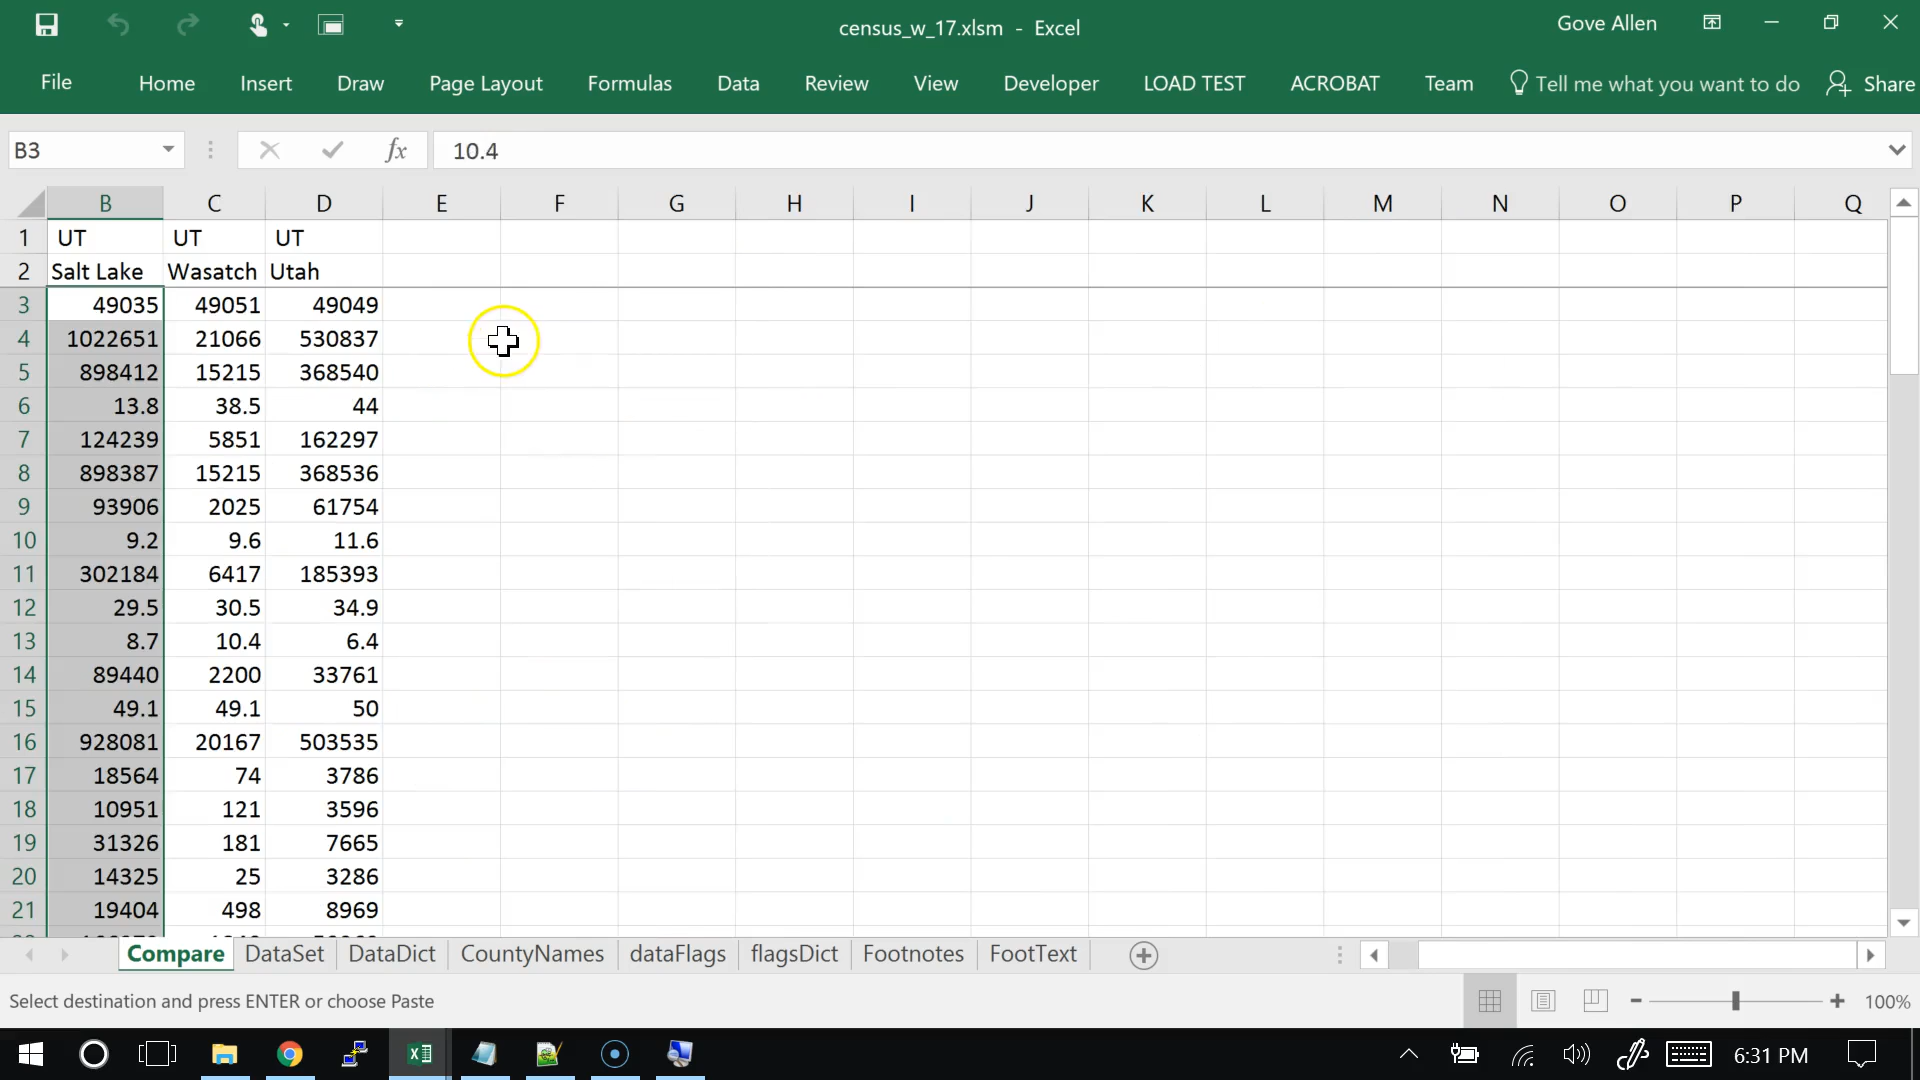 census_w_17.xlsm - Excel
Gove Allen
File Home Insert Draw Page Layout Formulas Data Review View Developer LOAD TEST ACROBAT Team Tell me what you want to do Share
B3 fx 10.4
B C D E F G H I J K L M N O P Q
1 UT UT UT
2 Salt Lake Wasatch Utah
3 49035 49051 49049
4 1022651 21066 530837
5 898412 15215 368540
6 13.8 38.5 44
7 124239 5851 162297
8 898387 15215 368536
9 93906 2025 61754
10 9.2 9.6 11.6
11 302184 6417 185393
12 29.5 30.5 34.9
13 8.7 10.4 6.4
14 89440 2200 33761
15 49.1 49.1 50
16 928081 20167 503535
17 18564 74 3786
18 10951 121 3596
19 31326 181 7665
20 14325 25 3286
21 19404 498 8969
Compare DataSet DataDict CountyNames dataFlags flagsDict Footnotes FootText
Select destination and press ENTER or choose Paste
100%
6:31 PM